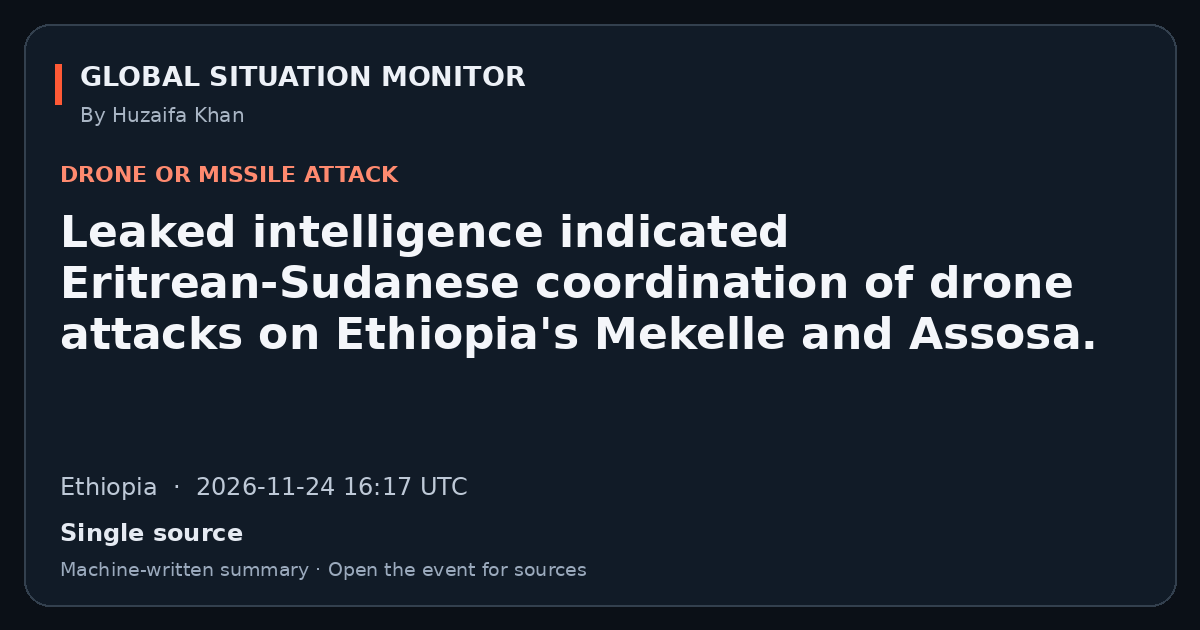 GLOBAL SITUATION MONITOR
By Huzaifa Khan
DRONE OR MISSILE ATTACK
Leaked intelligence indicated
Eritrean-Sudanese coordination of drone
attacks on Ethiopia's Mekelle and Assosa.
Ethiopia · 2026-11-24 16:17 UTC
Single source
Machine-written summary · Open the event for sources